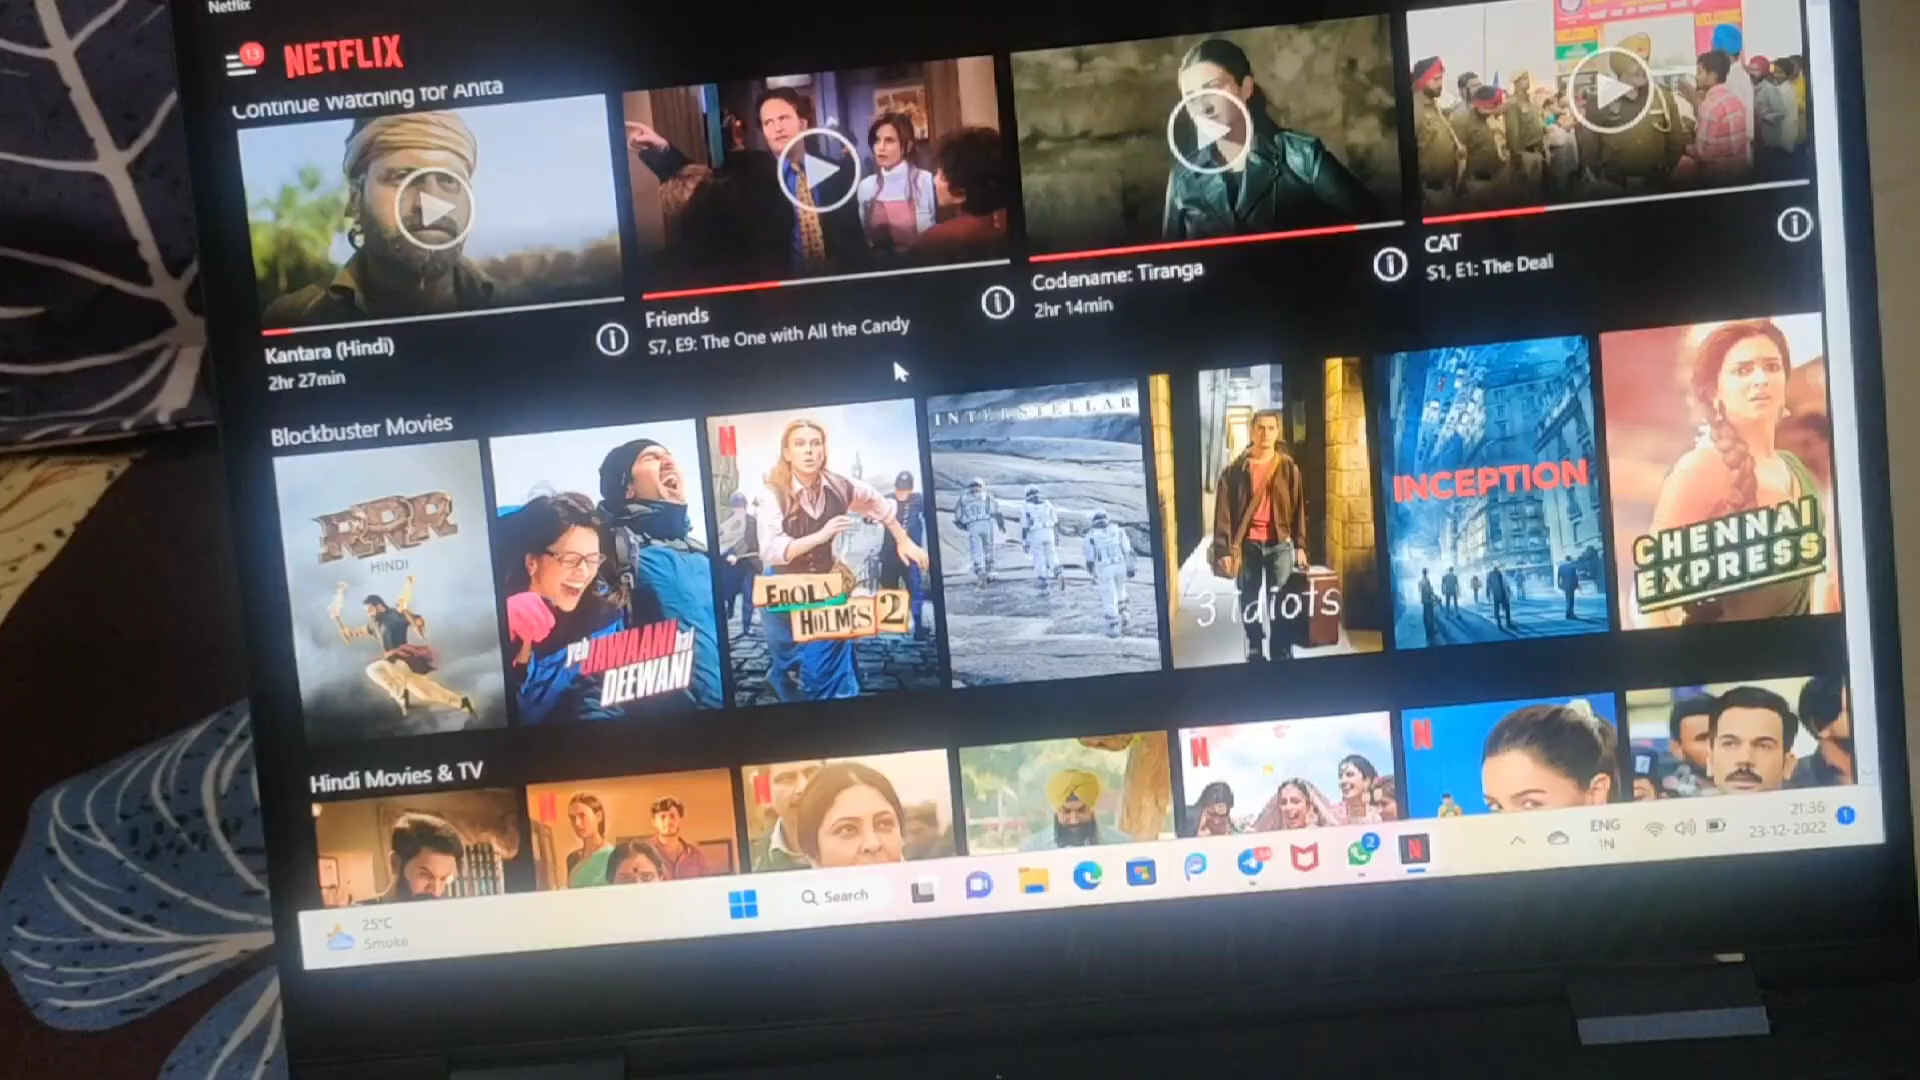 Netflix
13
NETFLIX
Continue Watching for Anita
Kantara (Hindi)
2hr 27min
Friends
S7, E9: The One with All the Candy
Codename: Tiranga
2hr 14min
CAT
S1, E1: The Deal
WELCOME
Blockbuster Movies
RRR
HINDI
yeh JAWAANI hai
DEEWANI
N
ENOLA
HOLMES 2
INTERSTELLAR
3 idiots
INCEPTION
CHENNAI
EXPRESS
Hindi Movies & TV
N
N
N
N
25°C
Smoke
Search
2
N
ENG
IN
21:36
23-12-2022
1